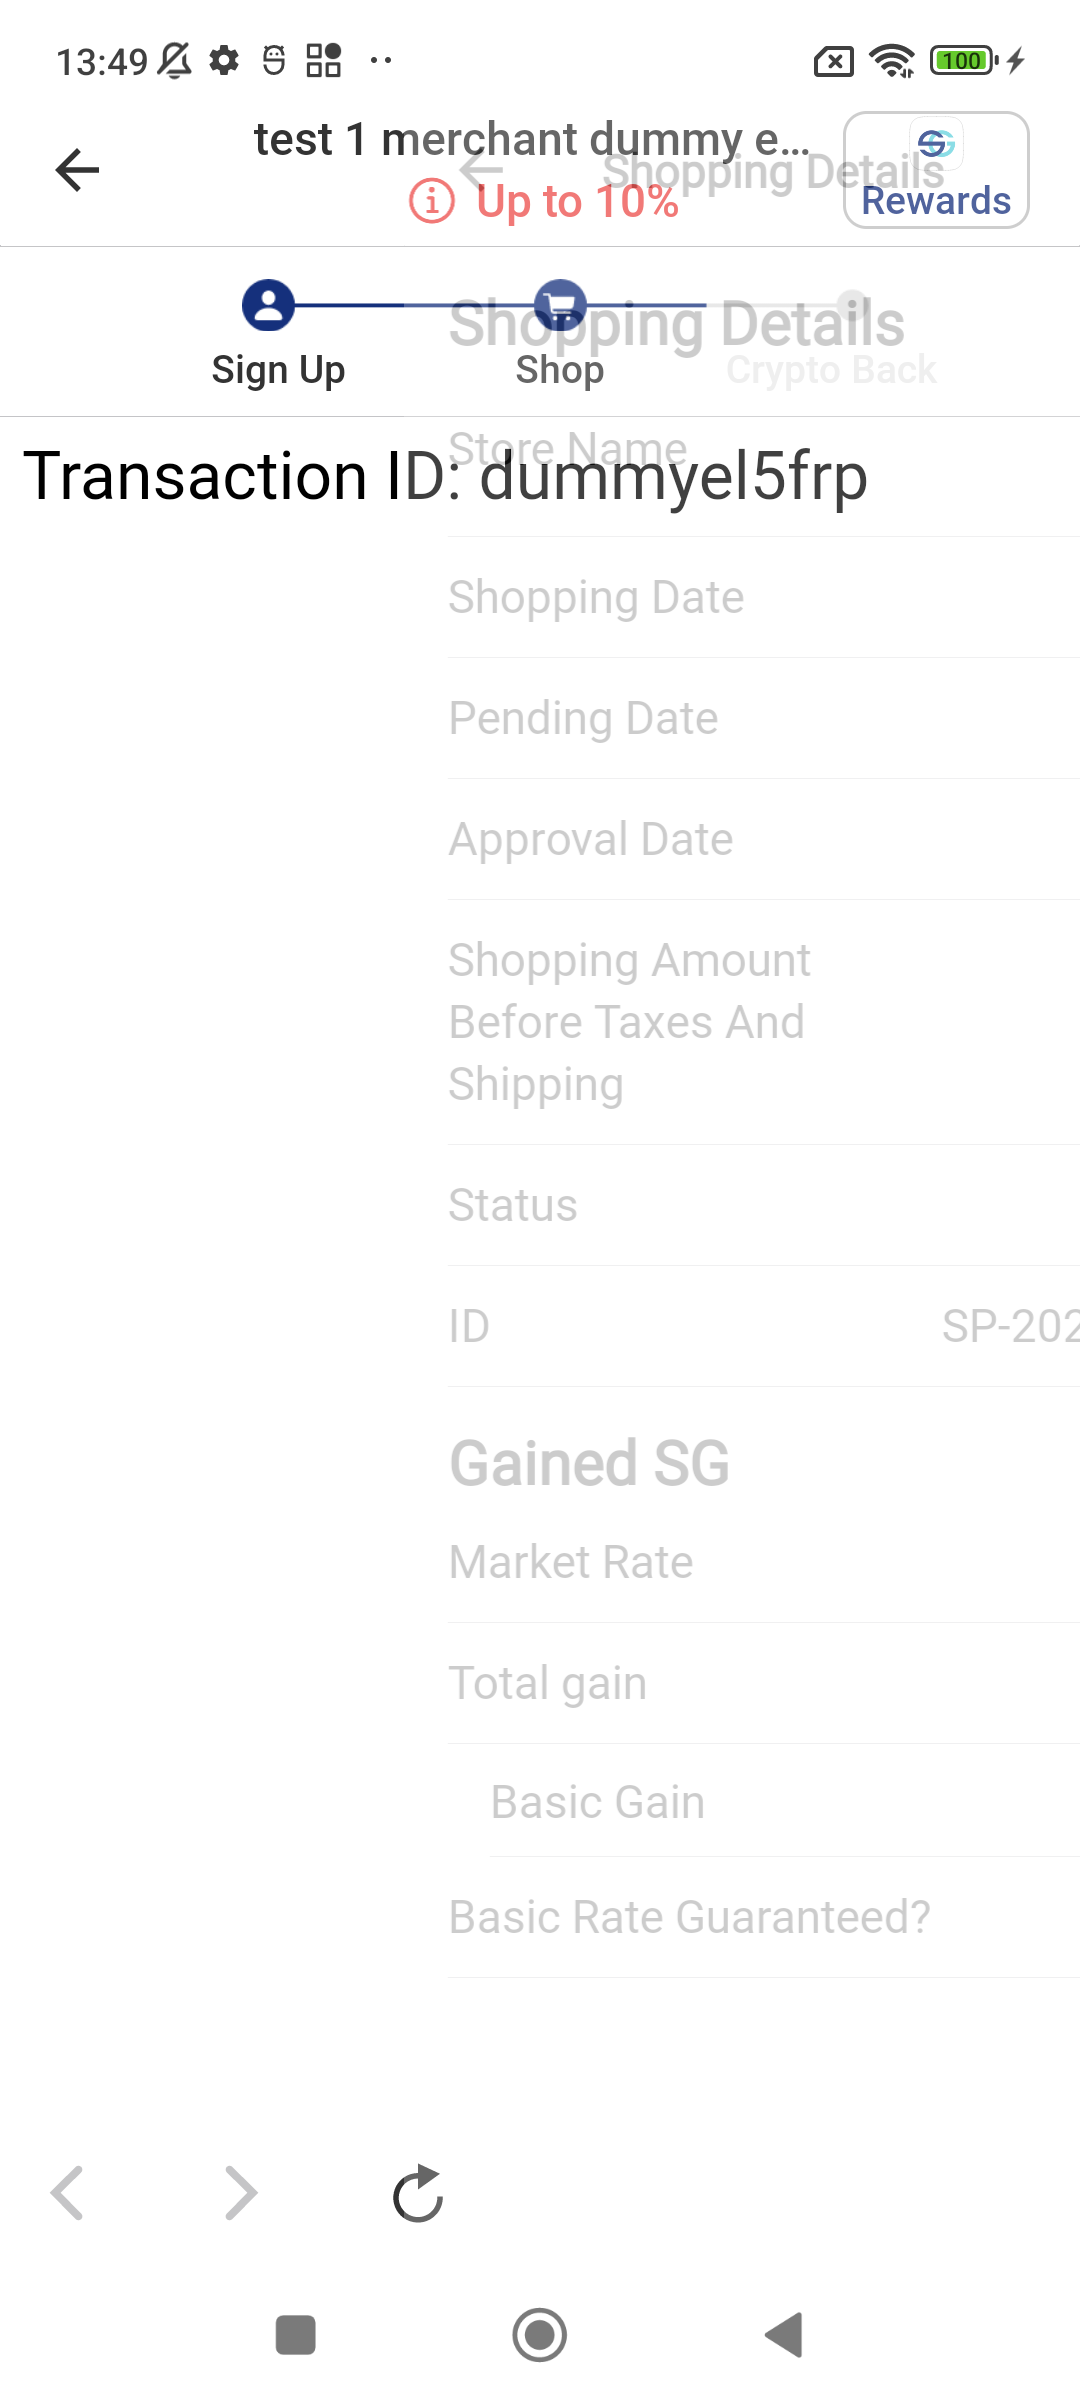 13:49
100
test 1 merchant dummy e...
Shopping Details
Up to 10%
Rewards
Shopping Details
Sign Up
Shop
Crypto Back
Store Name
Transaction ID: dummyel5frp
Shopping Date
Pending Date
Approval Date
Shopping Amount
Before Taxes And
Shipping
Status
ID SP-202
Gained SG
Market Rate
Total gain
Basic Gain
Basic Rate Guaranteed?